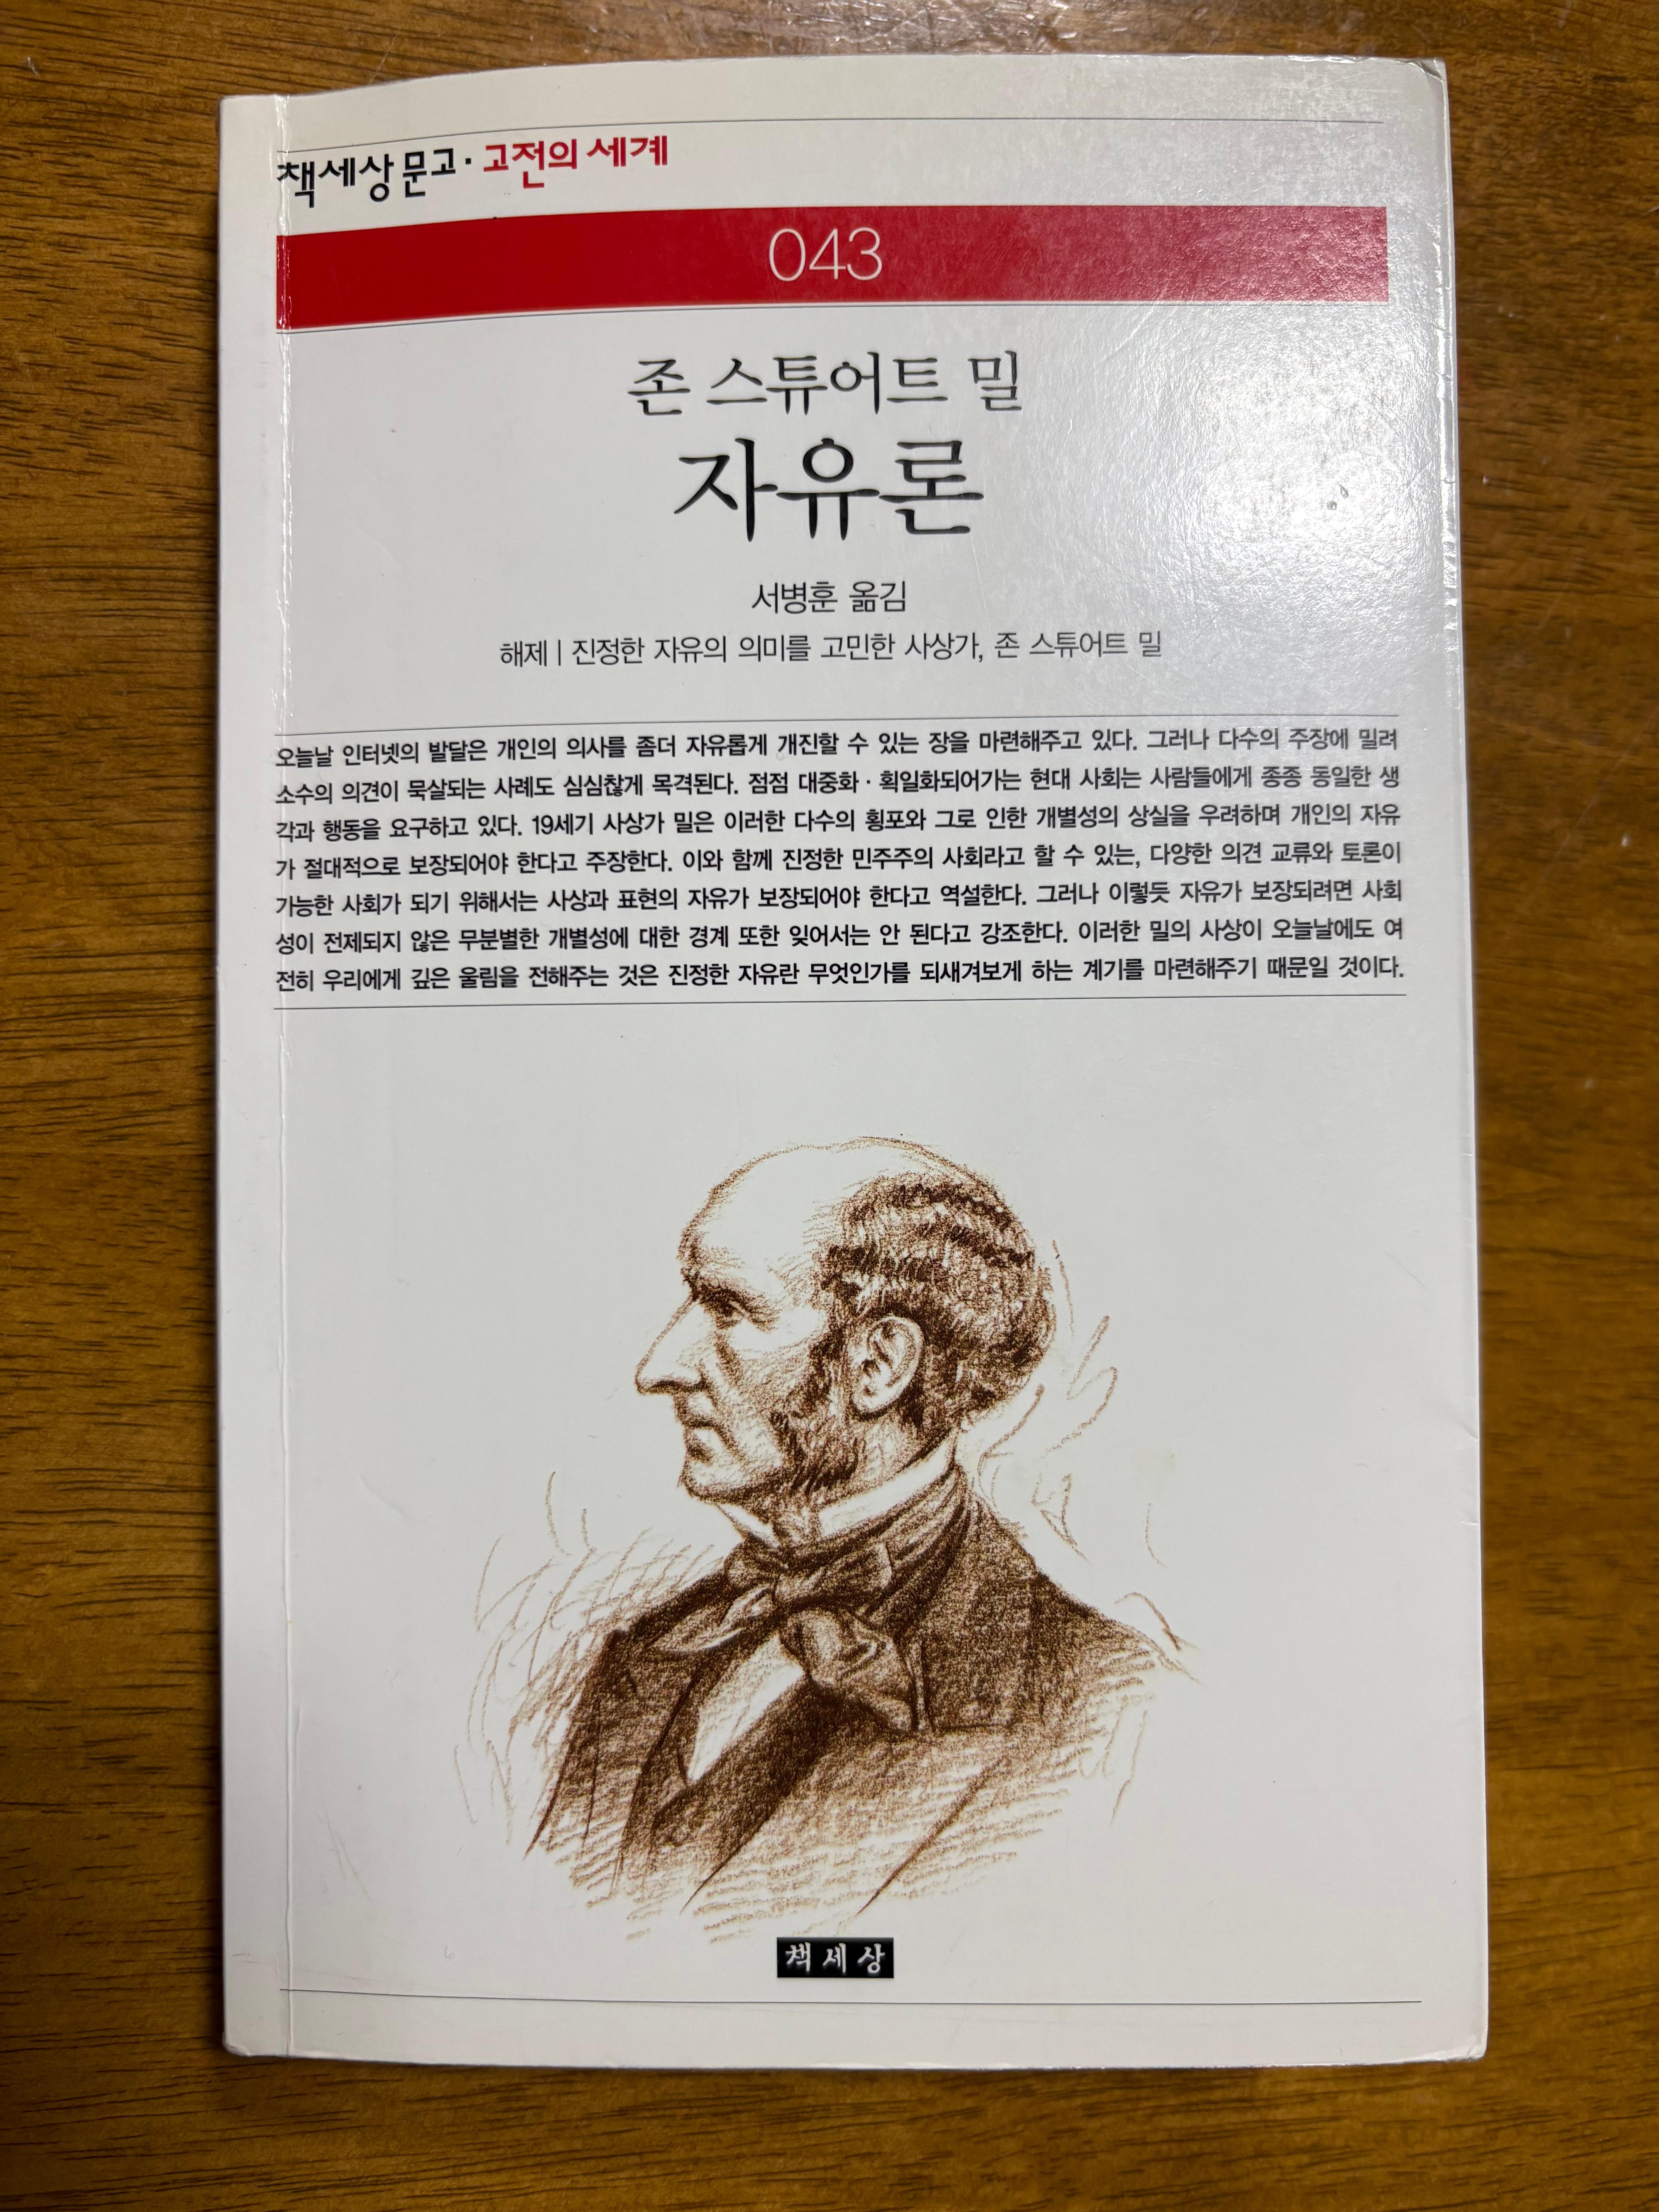 책세상문고·고전의 세계
043
존 스튜어트 밀
자유론
서병훈 옮김
해제 | 진정한 자유의 의미를 고민한 사상가, 존 스튜어트 밀
오늘날 인터넷의 발달은 개인의 의사를 좀더 자유롭게 개진할 수 있는 장을 마련해주고 있다. 그러나 다수의 주장에 밀려
소수의 의견이 묵살되는 사례도 심심찮게 목격된다. 점점 대중화·획일화되어가는 현대 사회는 사람들에게 종종 동일한 생
각과 행동을 요구하고 있다. 19세기 사상가 밀은 이러한 다수의 횡포와 그로 인한 개별성의 상실을 우려하며 개인의 자유
가 절대적으로 보장되어야 한다고 주장한다. 이와 함께 진정한 민주주의 사회라고 할 수 있는, 다양한 의견 교류와 토론이
가능한 사회가 되기 위해서는 사상과 표현의 자유가 보장되어야 한다고 역설한다. 그러나 이렇듯 자유가 보장되려면 사회
성이 전제되지 않은 무분별한 개별성에 대한 경계 또한 잊어서는 안 된다고 강조한다. 이러한 밀의 사상이 오늘날에도 여
전히 우리에게 깊은 울림을 전해주는 것은 진정한 자유란 무엇인가를 되새겨보게 하는 계기를 마련해주기 때문일 것이다.
책세상